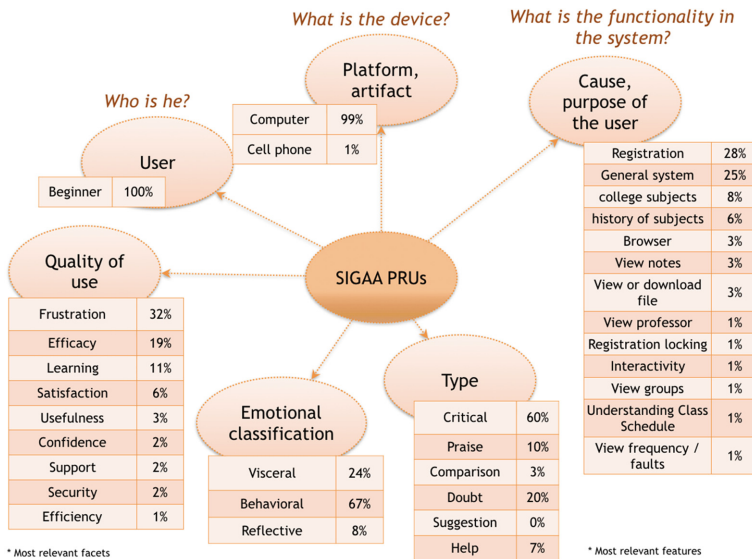 What is the device?
What is the functionality in
the system?
Platform,
artifact
Computer 99%
Cell phone 1%
Cause,
purpose of
the user
Registration 28%
General system 25%
college subjects 8%
history of subjects 6%
Browser 3%
View notes 3%
View or download
file 3%
View professor 1%
Registration locking 1%
Interactivity 1%
View groups 1%
Understanding Class
Schedule 1%
View frequency /
faults 1%
* Most relevant features
Who is he?
User
Beginner 100%
SIGAA PRUs
Quality of
use
Frustration 32%
Efficacy 19%
Learning 11%
Satisfaction 6%
Usefulness 3%
Confidence 2%
Support 2%
Security 2%
Efficiency 1%
* Most relevant facets
Emotional
classification
Visceral 24%
Behavioral 67%
Reflective 8%
Type
Critical 60%
Praise 10%
Comparison 3%
Doubt 20%
Suggestion 0%
Help 7%